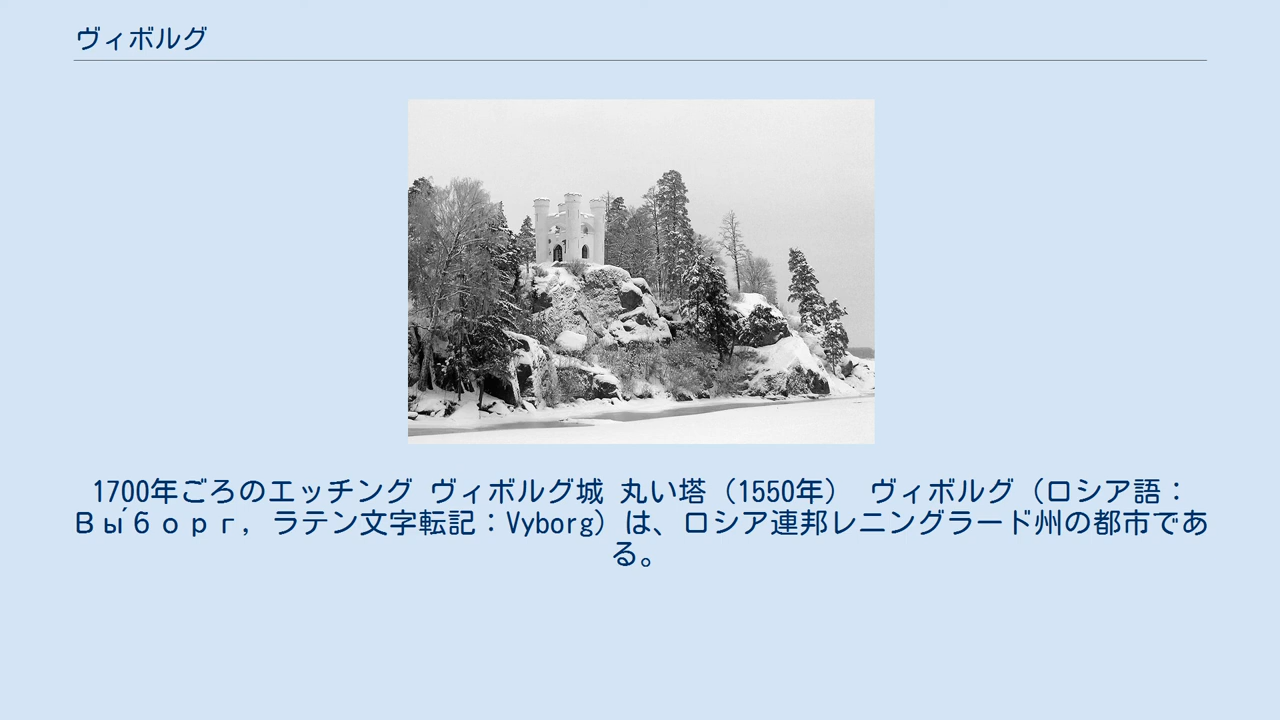 ヴィボルグ
1700年ごろのエッチング ヴィボルグ城 丸い塔（1550年） ヴィボルグ（ロシア語：
Вы́борг, ラテン文字転記：Vyborg）は、ロシア連邦レニングラード州の都市であ
る。